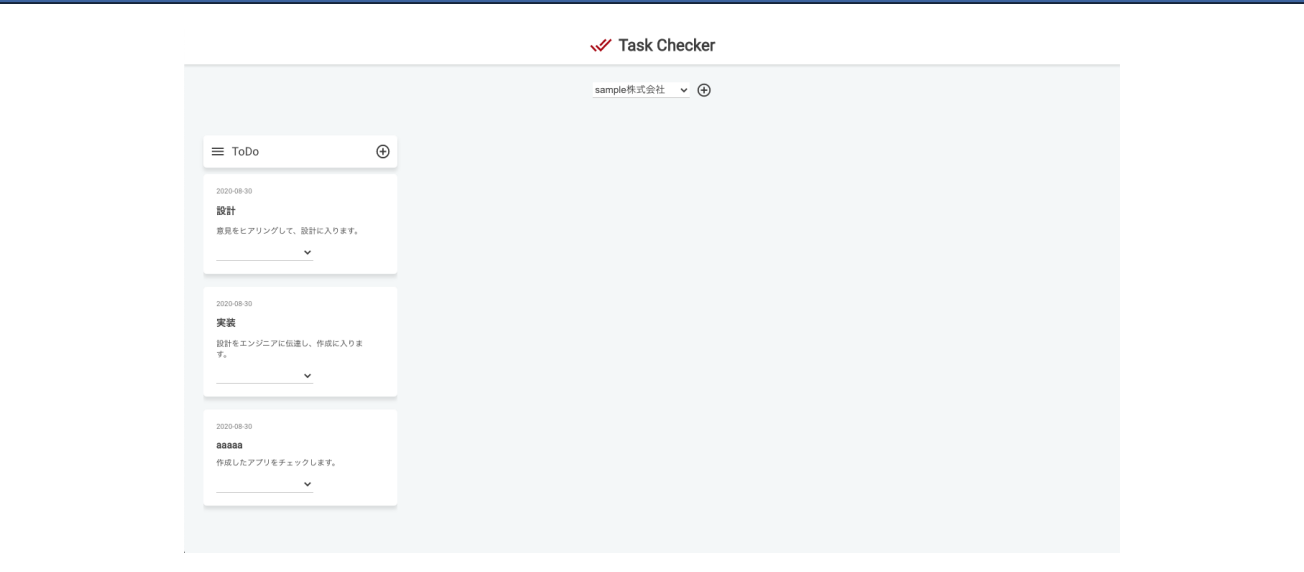 Task Checker
sample株式会社
ToDo
2020-08-30
設計
意見をヒアリングして、設計に入ります。
2020-08-30
実装
設計をエンジニアに伝達し、作成に入りま
す。
2020-08-30
aaaaa
作成したアプリをチェックします。